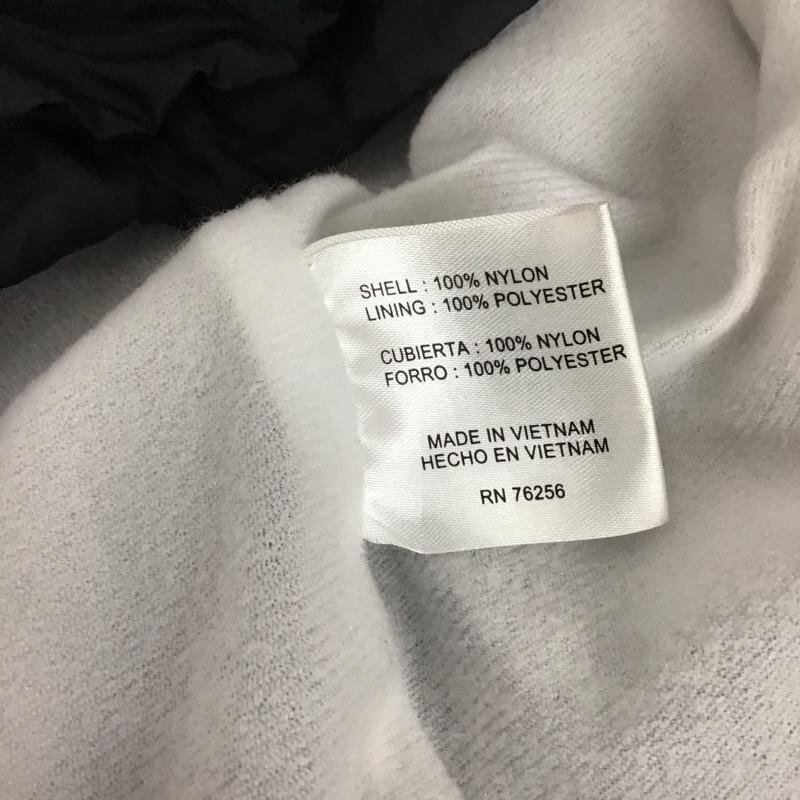 SHELL : 100% NYLON
LINING : 100% POLYESTER
CUBIERTA : 100% NYLON
FORRO : 100% POLYESTER
MADE IN VIETNAM
HECHO EN VIETNAM
RN 76256